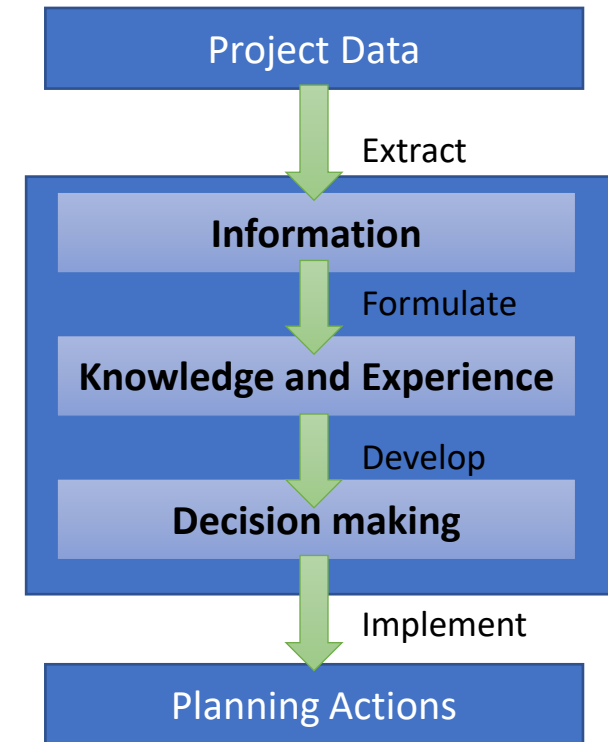 Project Data
Extract
Information
Formulate
Knowledge and Experience
Develop
Decision making
Implement
Planning Actions